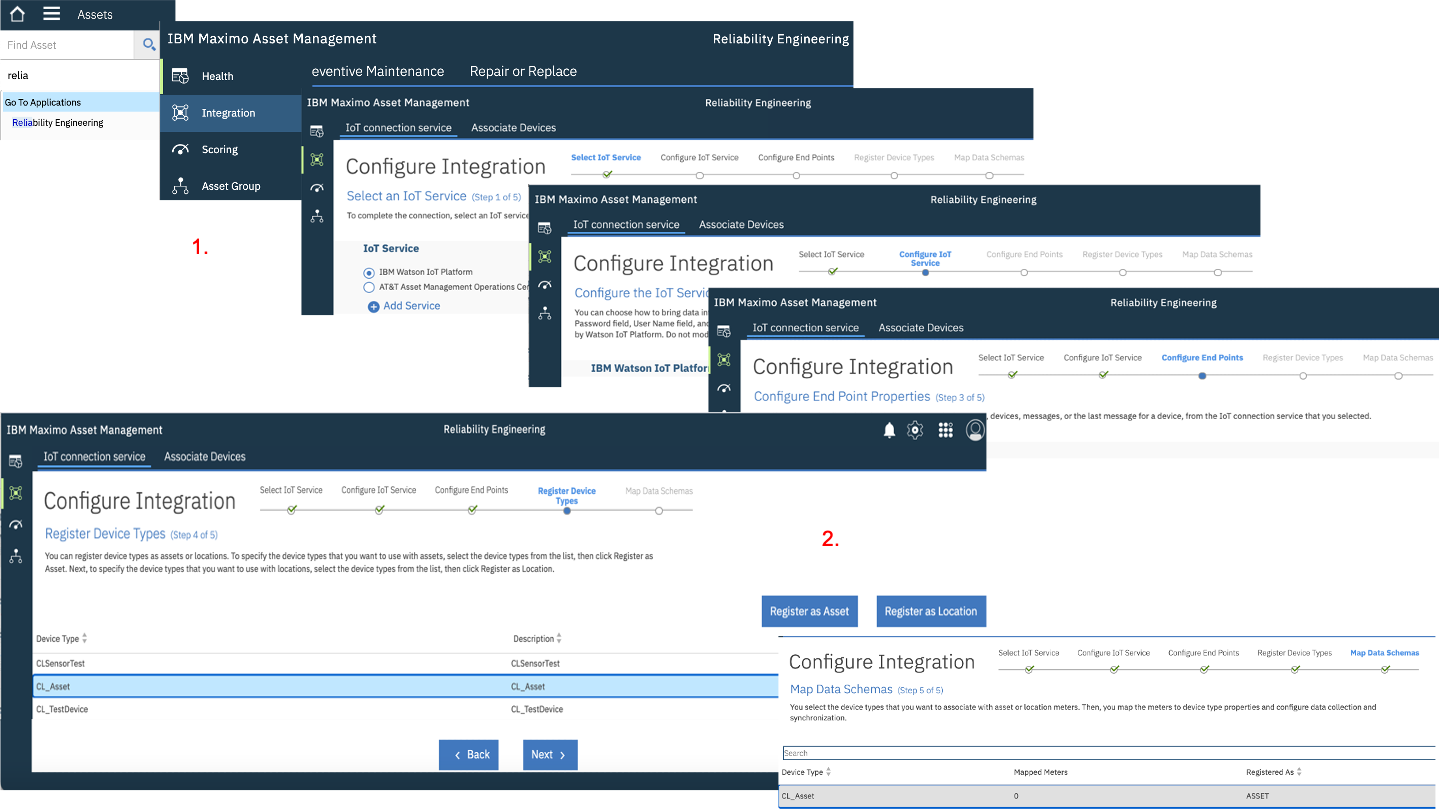 Assets
Find Asset
relia
Go To Applications
Reliability Engineering
IBM Maximo Asset Management
Reliability Engineering
Health
eventive Maintenance
Repair or Replace
Integration
Scoring
Asset Group
1.
IBM Maximo Asset Management
Reliability Engineering
IoT connection service
Associate Devices
Configure Integration
Select IoT Service
Configure IoT Service
Configure End Points
Register Device Types
Map Data Schemas
Select an IoT Service (Step 1 of 5)
To complete the connection, select an IoT service
IoT Service
IBM Watson IoT Platform
AT&T Asset Management Operations Cen
Add Service
IBM Maximo Asset Management
Reliability Engineering
IoT connection service
Associate Devices
Configure Integration
Select IoT Service
Configure IoT
Service
Configure End Points
Register Device Types
Map Data Schemas
Configure the IoT Servic
You can choose how to bring data in
Password field, User Name field, and
by Watson IoT Platform. Do not mod
IBM Watson IoT Platfor
IBM Maximo Asset Management
Reliability Engineering
IoT connection service
Associate Devices
Configure Integration
Select IoT Service
Configure IoT Service
Configure End Points
Register Device Types
Map Data Schemas
Configure End Point Properties (Step 3 of 5)
, devices, messages, or the last message for a device, from the IoT connection service that you selected.
IBM Maximo Asset Management
Reliability Engineering
IoT connection service
Associate Devices
Configure Integration
Select IoT Service
Configure IoT Service
Configure End Points
Register Device
Types
Map Data Schemas
Register Device Types (Step 4 of 5)
You can register device types as assets or locations. To specify the device types that you want to use with assets, select the device types from the list, then click Register as
Asset. Next, to specify the device types that you want to use with locations, select the device types from the list, then click Register as Location.
2.
Register as Asset
Register as Location
Device Type
Description
CLSensorTest
CLSensorTest
CL_Asset
CL_Asset
CL_TestDevice
CL_TestDevice
Back
Next
Configure Integration
Select IoT Service
Configure IoT Service
Configure End Points
Register Device Types
Map Data Schemas
Map Data Schemas (Step 5 of 5)
You select the device types that you want to associate with asset or location meters. Then, you map the meters to device type properties and configure data collection and
synchronization.
Search
Device Type
Mapped Meters
Registered As
CL_Asset
0
ASSET